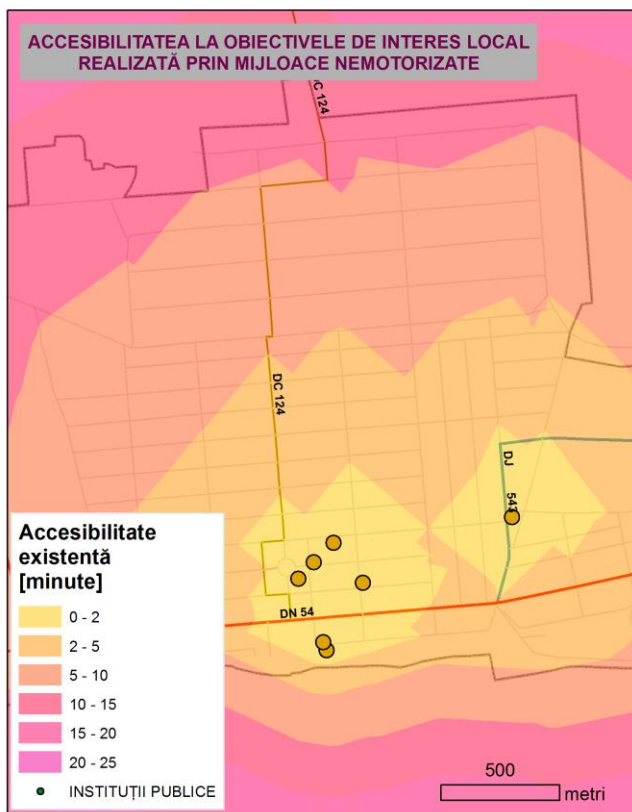 ACCESIBILITATEA LA OBIECTIVELE DE INTERES LOCAL
REALIZATĂ PRIN MIJLOACE NEMOTORIZATE
DC 124
DC 124
DJ
543
DN 54
Accesibilitate
existentă
[minute]
0 - 2
2 - 5
5 - 10
10 - 15
15 - 20
20 - 25
INSTITUȚII PUBLICE
500
metri